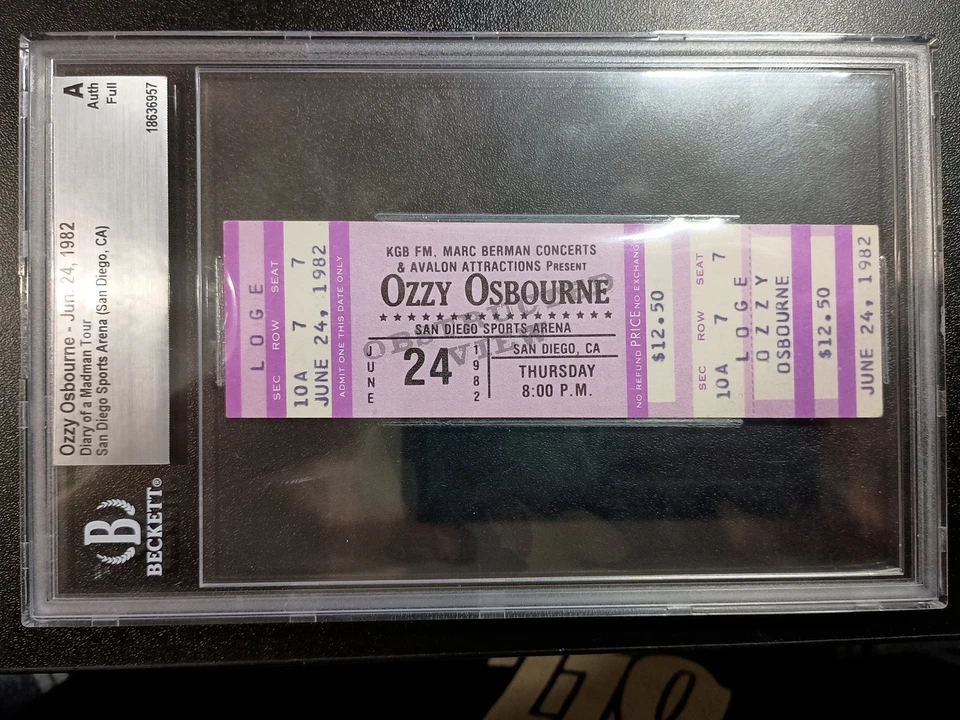 Ozzy Osbourne - Jun. 24, 1982
Diary of a Madman Tour
San Diego Sports Arena (San Diego, CA)
A
Auth
Full
18636957
B
BECKETT®
LOGE
SEC ROW SEAT
10A 7 7
JUNE 24, 1982
ADMIT ONE THIS DATE ONLY
KGB FM, MARC BERMAN CONCERTS
& AVALON ATTRACTIONS PRESENT
OZZY OSBOURNE
OBSTRUCTED
VIEW
SAN DIEGO SPORTS ARENA
JUNE
24
1982
SAN DIEGO, CA
THURSDAY
8:00 P.M.
NO REFUND PRICE NO EXCHANGE
$12.50
SEC ROW SEAT
10A 7 7
LOGE
OZZY
OSBOURNE
$12.50
JUNE 24, 1982